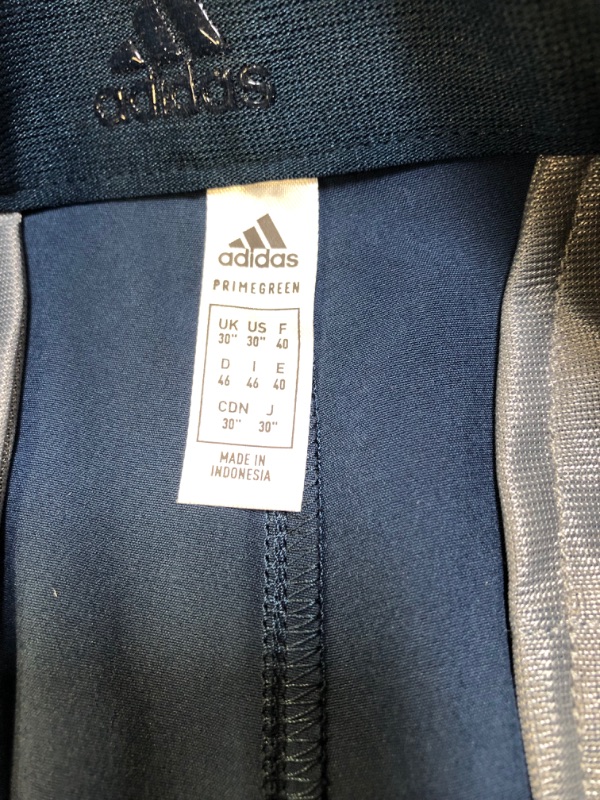 adidas
adidas
PRIMEGREEN
UK US F
30" 30" 40
D I E
46 46 40
CDN J
30" 30"
MADE IN
INDONESIA